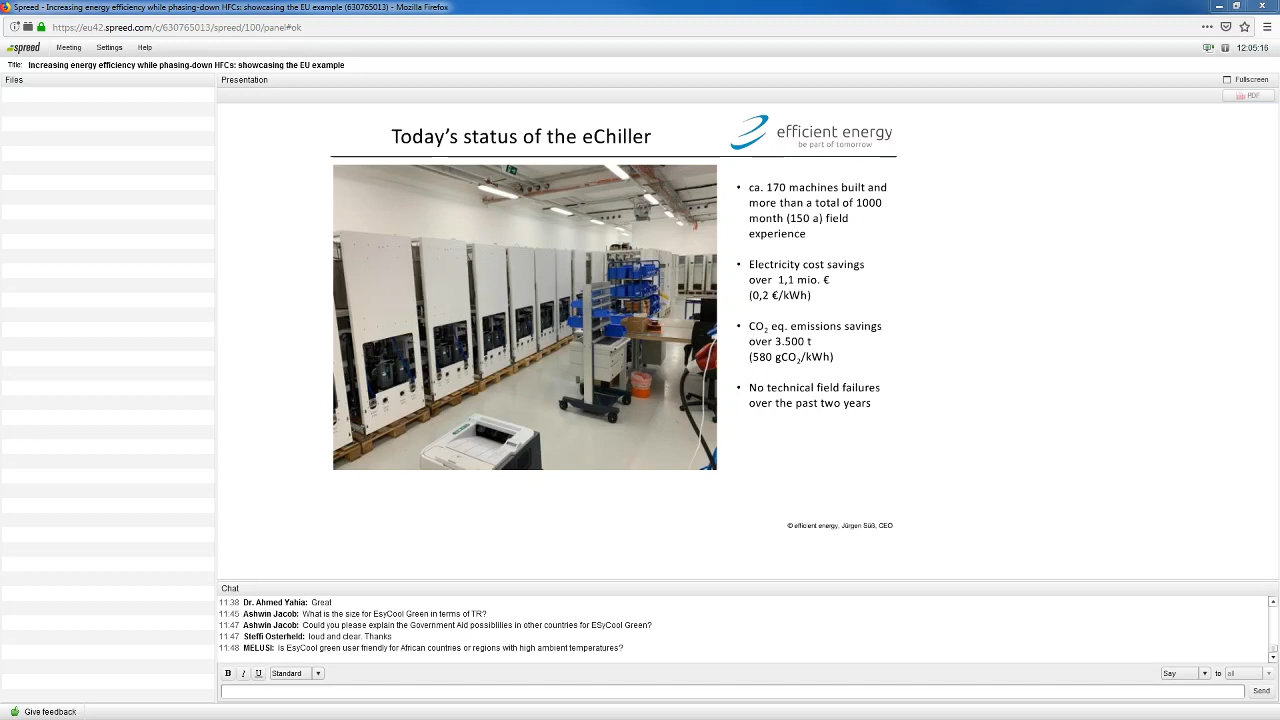 Spreed - Increasing energy efficiency while phasing-down HFCs: showcasing the EU example (630765013) - Mozilla Firefox
https://eu42.spreed.com/c/630765013/spreed/100/panel#ok
spreed Meeting Settings Help 12:05:16
Title: Increasing energy efficiency while phasing-down HFCs: showcasing the EU example
Files Presentation Fullscreen
PDF
Today's status of the eChiller
efficient energy
be part of tomorrow
• ca. 170 machines built and
more than a total of 1000
month (150 a) field
experience
• Electricity cost savings
over 1,1 mio. €
(0,2 €/kWh)
• CO₂ eq. emissions savings
over 3.500 t
(580 gCO₂/kWh)
• No technical field failures
over the past two years
© efficient energy, Jürgen Süß, CEO
Chat
11:38 Dr. Ahmed Yahia: Great
11:45 Ashwin Jacob: What is the size for EsyCool Green in terms of TR?
11:47 Ashwin Jacob: Could you please explain the Government Aid possiblilies in other countries for ESyCool Green?
11:47 Steffi Osterheld: loud and clear. Thanks
11:48 MELUSI: is EsyCool green user friendly for African countries or regions with high ambient temperatures?
B I U Standard Say to all
Send
Give feedback